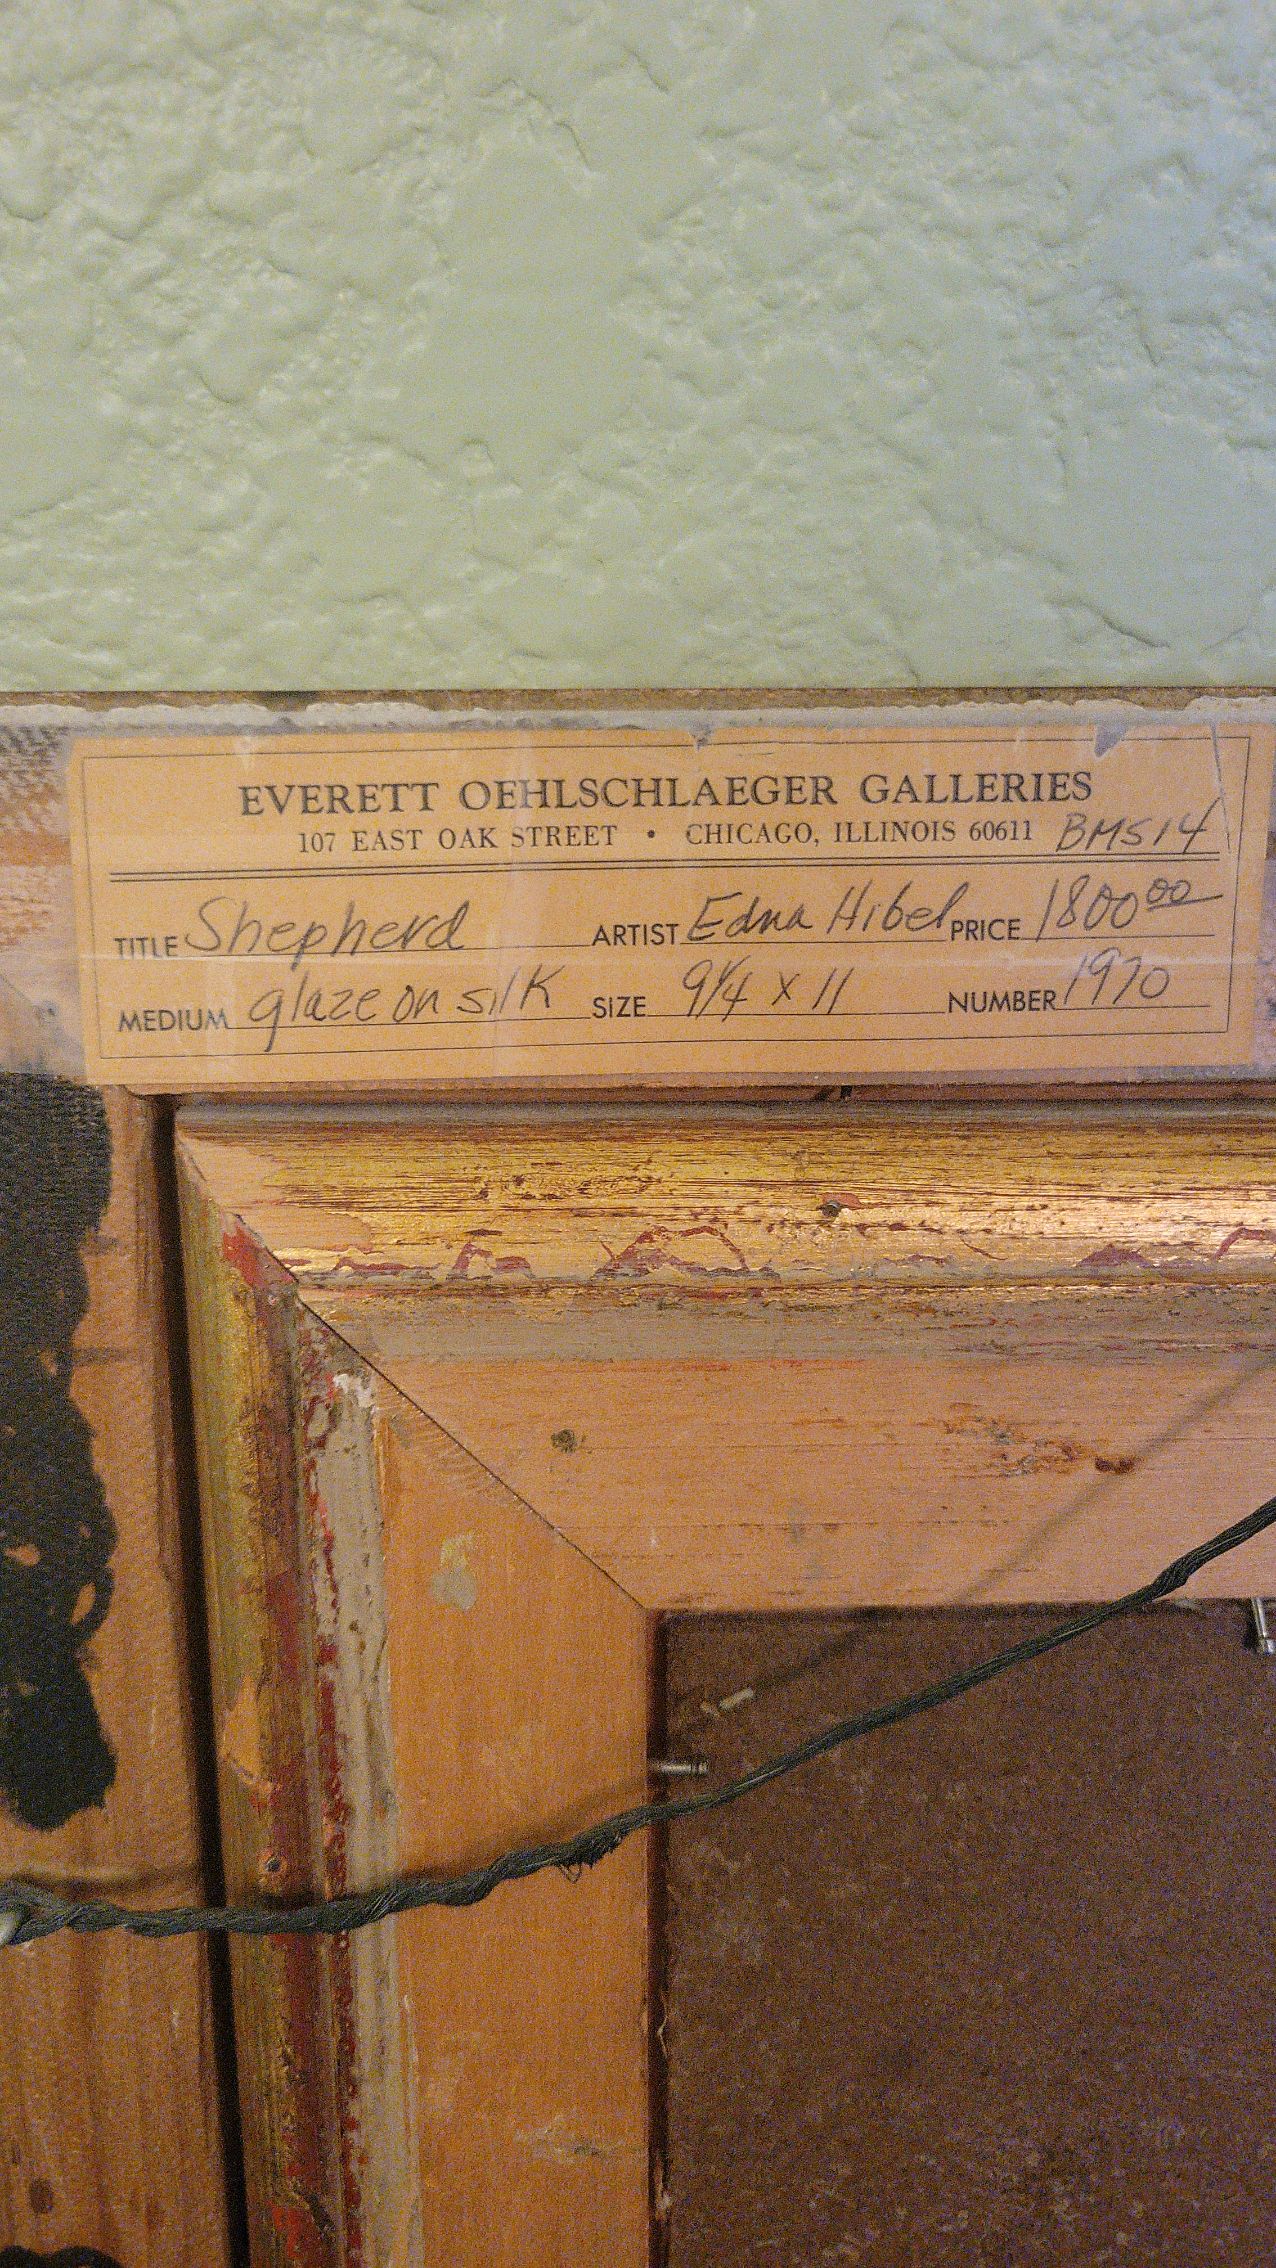 EVERETT OEHLSCHLAEGER GALLERIES
107 EAST OAK STREET • CHICAGO, ILLINOIS 60611 BMS14
TITLE Shepherd ARTIST Edna Hibel PRICE 1800.00
MEDIUM glaze on silk SIZE 9 1/4 x 11 NUMBER 1970